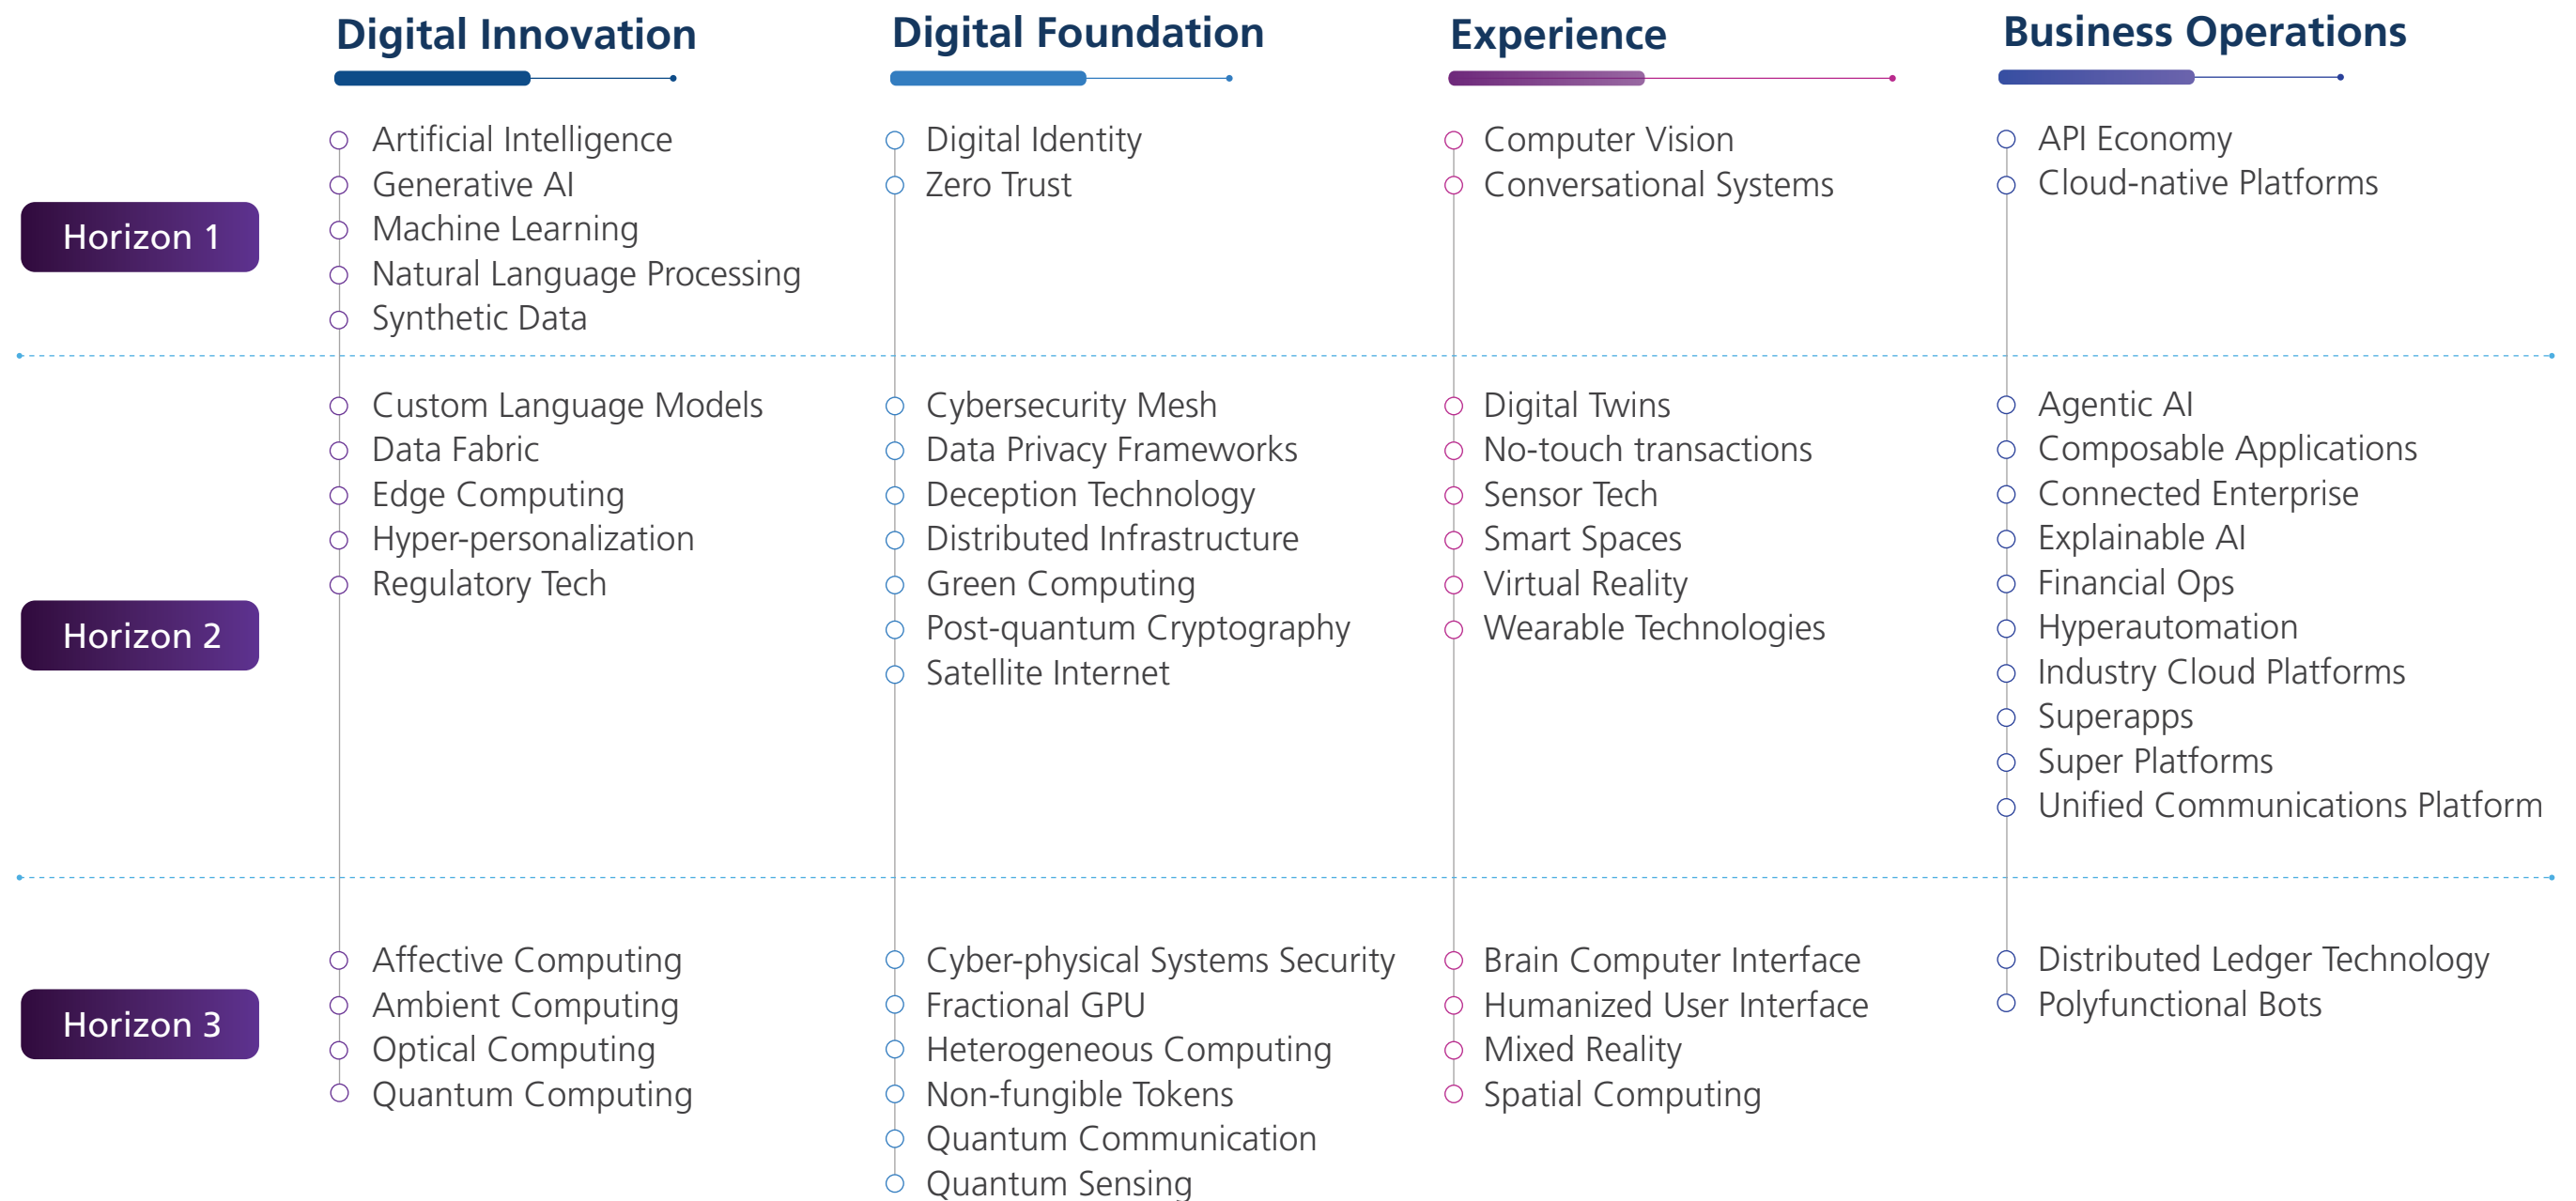 Digital Innovation
Digital Foundation
Experience
Business Operations
Horizon 1
Artificial Intelligence
Generative AI
Machine Learning
Natural Language Processing
Synthetic Data
Digital Identity
Zero Trust
Computer Vision
Conversational Systems
API Economy
Cloud-native Platforms
Horizon 2
Custom Language Models
Data Fabric
Edge Computing
Hyper-personalization
Regulatory Tech
Cybersecurity Mesh
Data Privacy Frameworks
Deception Technology
Distributed Infrastructure
Green Computing
Post-quantum Cryptography
Satellite Internet
Digital Twins
No-touch transactions
Sensor Tech
Smart Spaces
Virtual Reality
Wearable Technologies
Agentic AI
Composable Applications
Connected Enterprise
Explainable AI
Financial Ops
Hyperautomation
Industry Cloud Platforms
Superapps
Super Platforms
Unified Communications Platform
Horizon 3
Affective Computing
Ambient Computing
Optical Computing
Quantum Computing
Cyber-physical Systems Security
Fractional GPU
Heterogeneous Computing
Non-fungible Tokens
Quantum Communication
Quantum Sensing
Brain Computer Interface
Humanized User Interface
Mixed Reality
Spatial Computing
Distributed Ledger Technology
Polyfunctional Bots